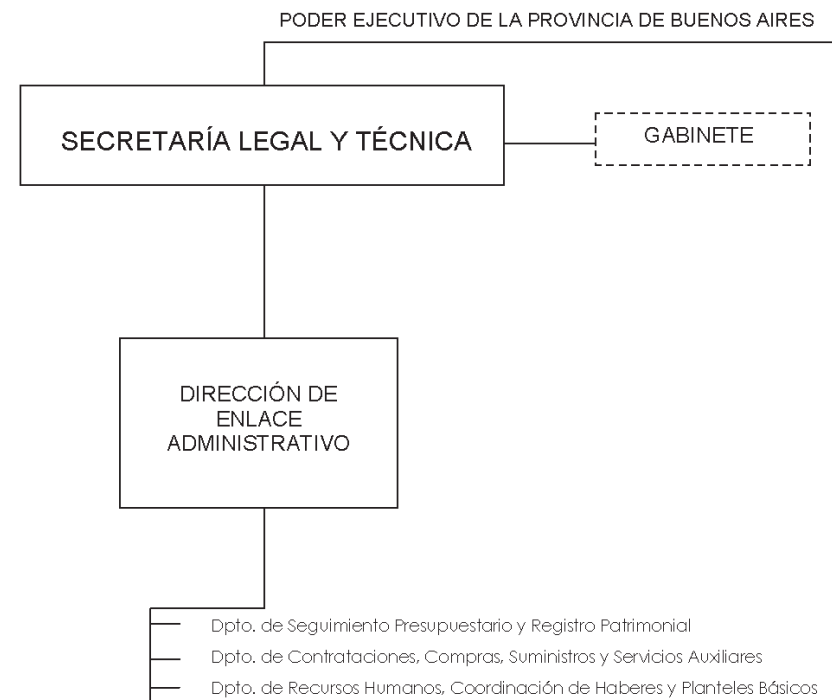 PODER EJECUTIVO DE LA PROVINCIA DE BUENOS AIRES
SECRETARÍA LEGAL Y TÉCNICA
GABINETE
DIRECCIÓN DE
ENLACE
ADMINISTRATIVO
Dpto. de Seguimiento Presupuestario y Registro Patrimonial
Dpto. de Contrataciones, Compras, Suministros y Servicios Auxiliares
Dpto. de Recursos Humanos, Coordinación de Haberes y Planteles Básicos